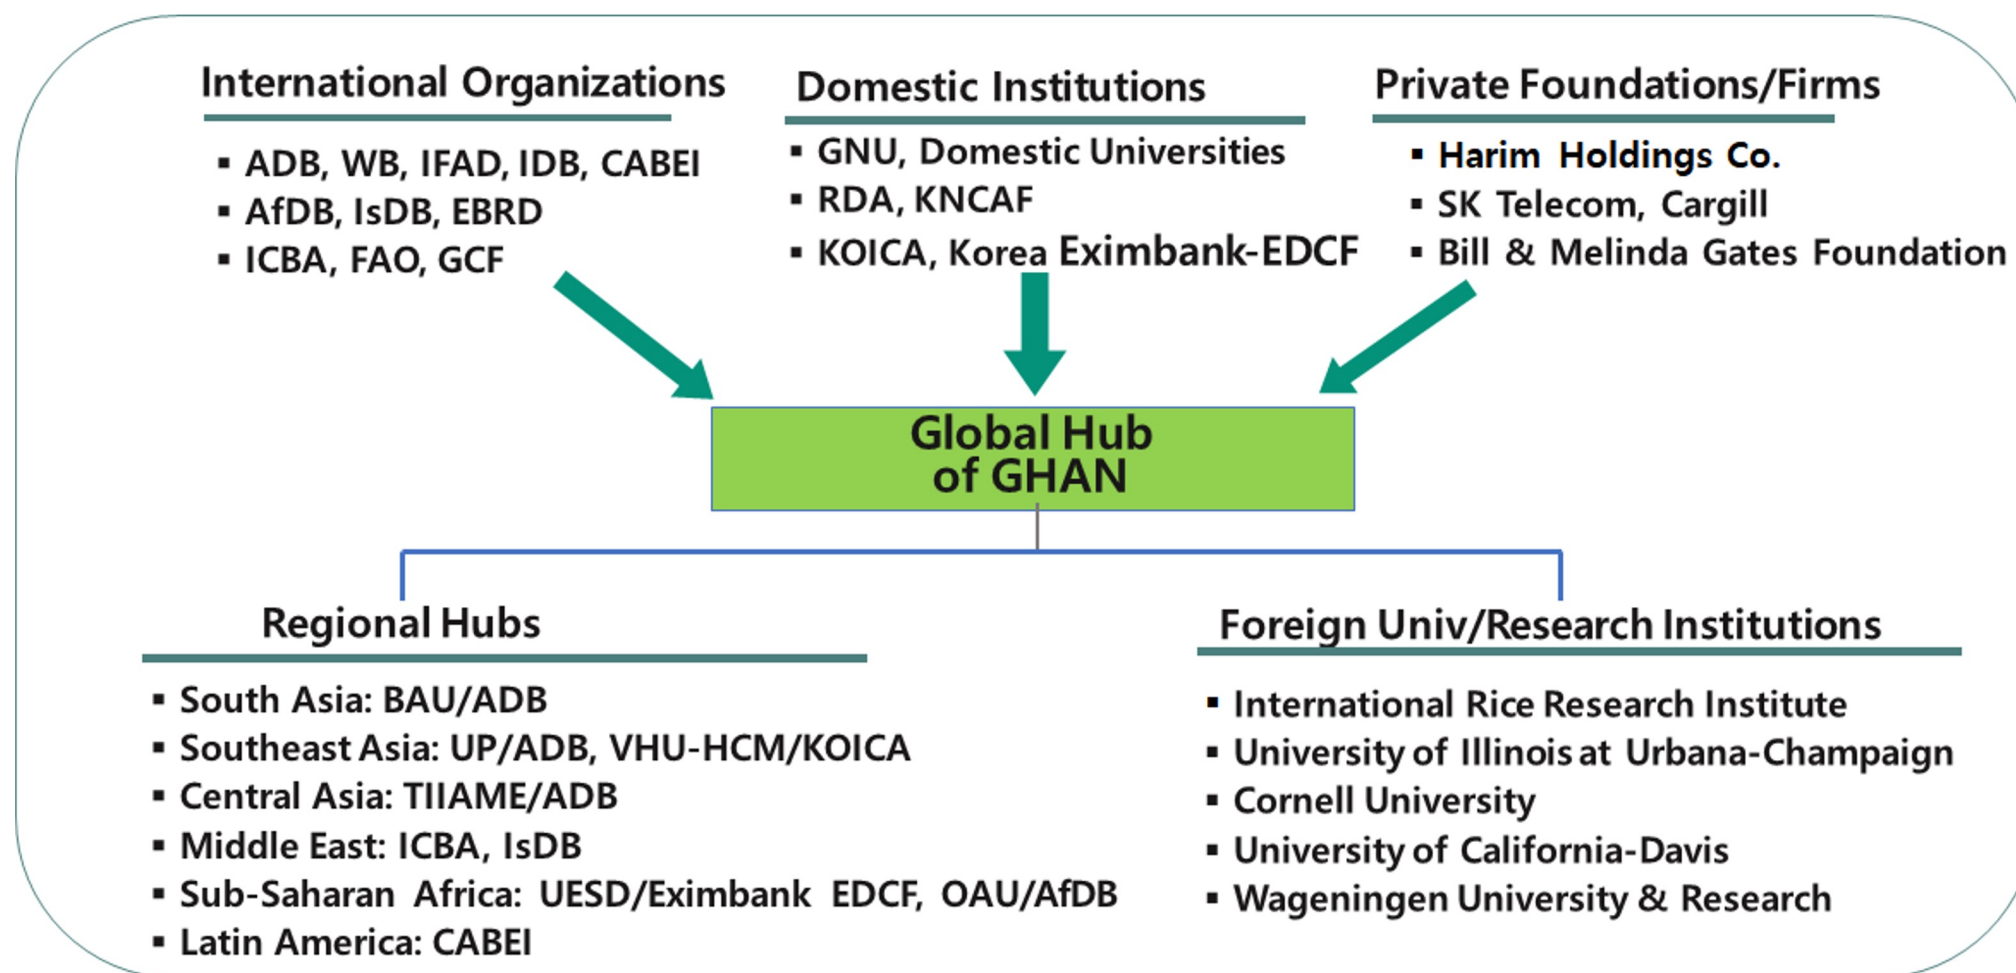 International Organizations
▪ ADB, WB, IFAD, IDB, CABEI
▪ AfDB, IsDB, EBRD
▪ ICBA, FAO, GCF
Domestic Institutions
▪ GNU, Domestic Universities
▪ RDA, KNCAF
▪ KOICA, Korea Eximbank-EDCF
Private Foundations/Firms
▪ Harim Holdings Co.
▪ SK Telecom, Cargill
▪ Bill & Melinda Gates Foundation
Global Hub
of GHAN
Regional Hubs
▪ South Asia: BAU/ADB
▪ Southeast Asia: UP/ADB, VHU-HCM/KOICA
▪ Central Asia: TIIAME/ADB
▪ Middle East: ICBA, IsDB
▪ Sub-Saharan Africa: UESD/Eximbank EDCF, OAU/AfDB
▪ Latin America: CABEI
Foreign Univ/Research Institutions
▪ International Rice Research Institute
▪ University of Illinois at Urbana-Champaign
▪ Cornell University
▪ University of California-Davis
▪ Wageningen University & Research